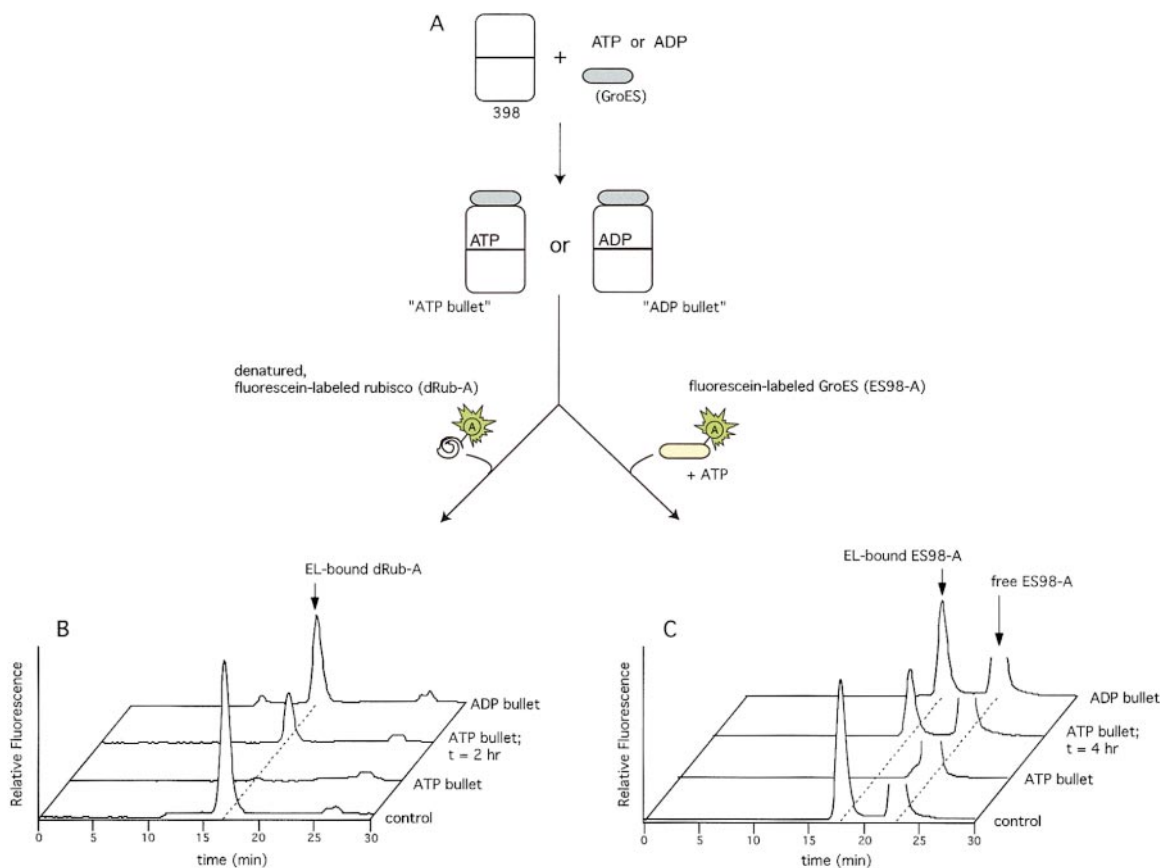 A
ATP or ADP
+
(GroES)
398
ATP
or
ADP
"ATP bullet"
"ADP bullet"
denatured,
fluorescein-labeled rubisco (dRub-A)
A
fluorescein-labeled GroES (ES98-A)
A
+ ATP
B
EL-bound dRub-A
Relative Fluorescence
ADP bullet
ATP bullet;
t = 2 hr
ATP bullet
control
0 5 10 15 20 25 30
time (min)
C
EL-bound ES98-A
free ES98-A
Relative Fluorescence
ADP bullet
ATP bullet;
t = 4 hr
ATP bullet
control
0 5 10 15 20 25 30
time (min)